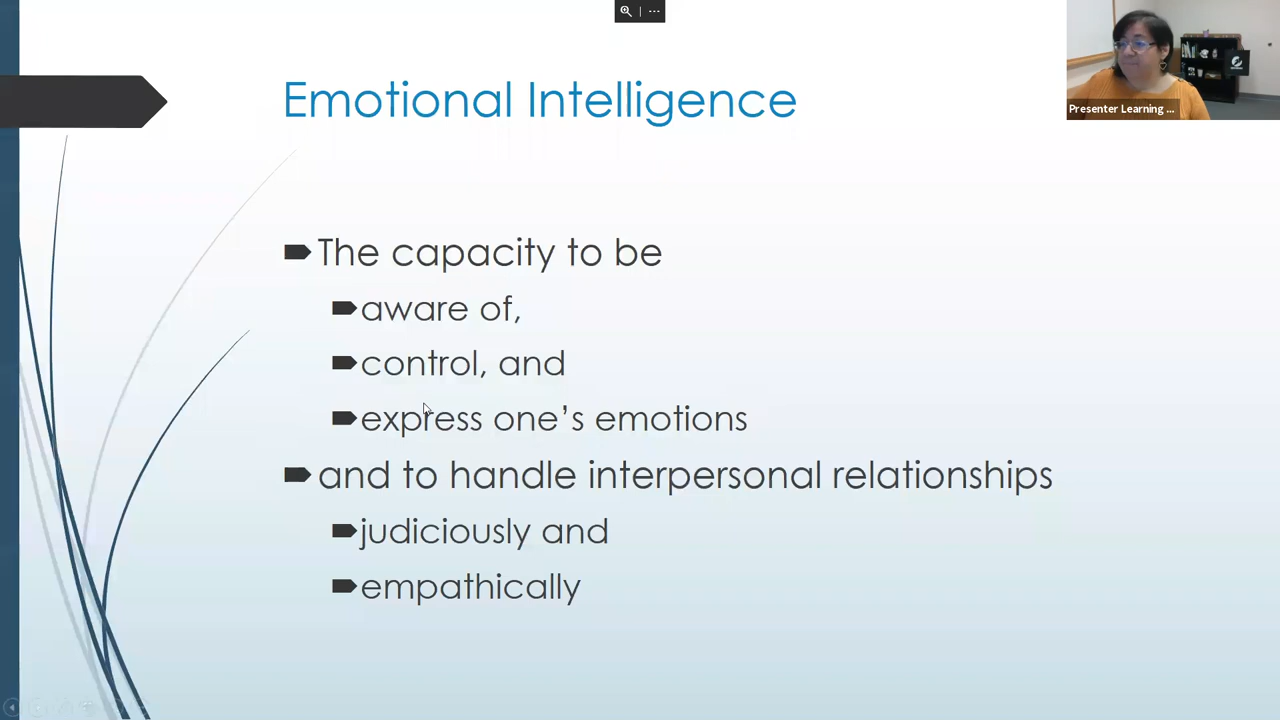 Emotional Intelligence
Presenter Learning ...
The capacity to be
aware of,
control, and
express one’s emotions
and to handle interpersonal relationships
judiciously and
empathically